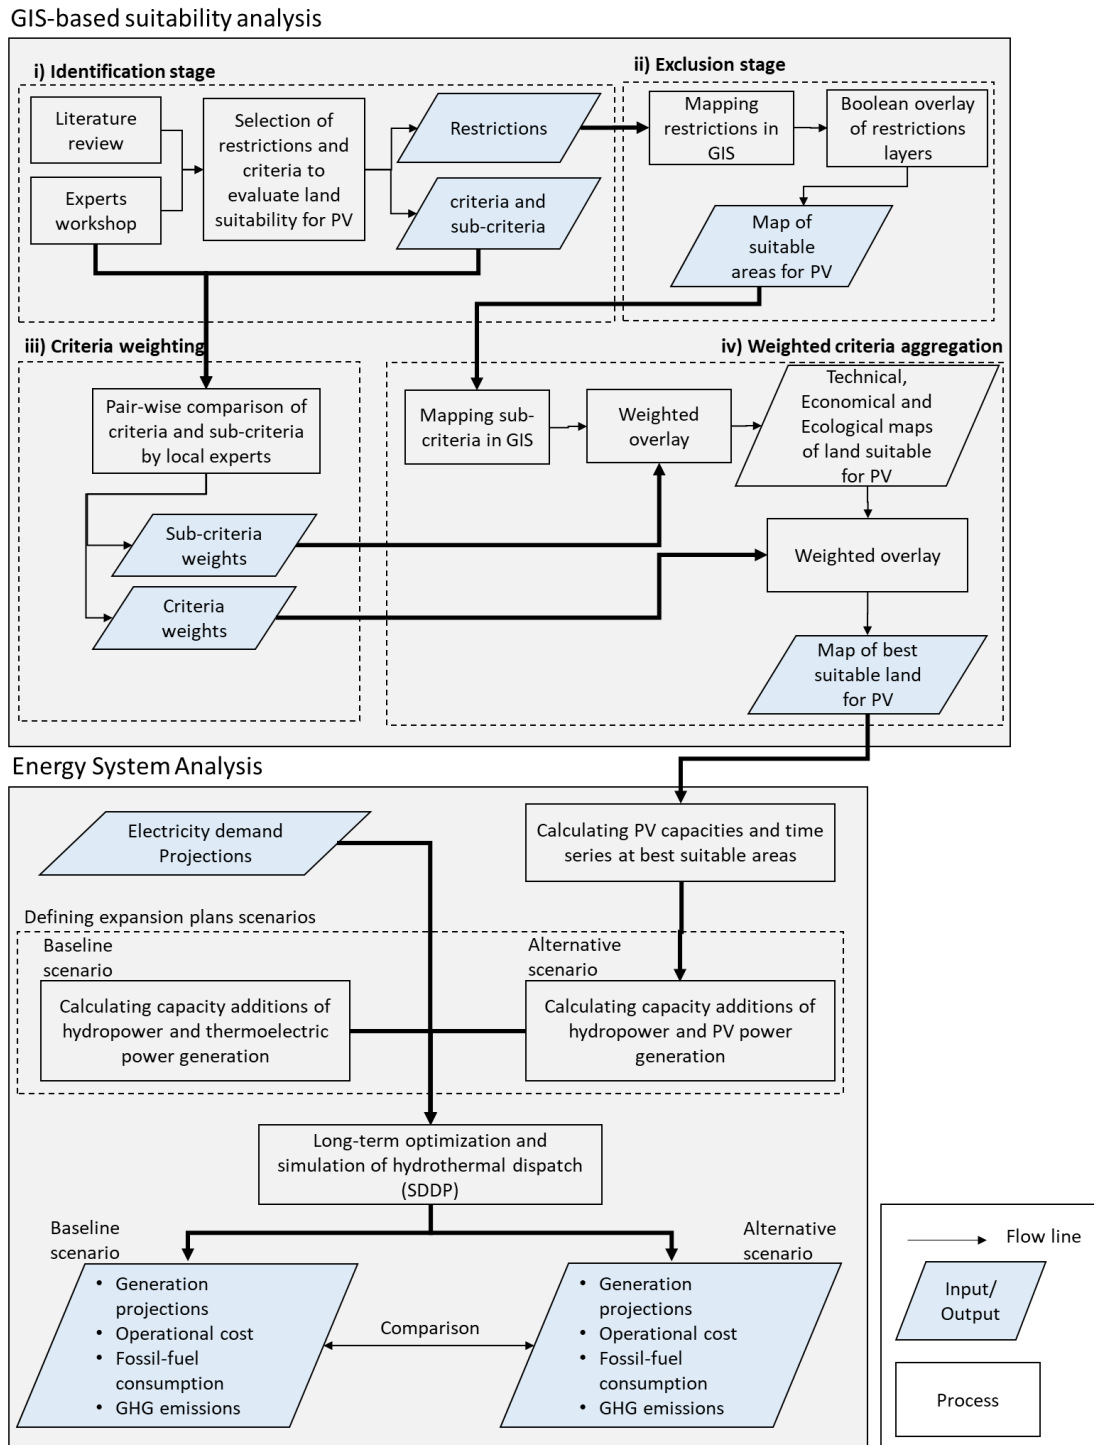 GIS-based suitability analysis
i) Identification stage
Literature
review
Experts
workshop
Selection of
restrictions and
criteria to
evaluate land
suitability for PV
Restrictions
criteria and
sub-criteria
ii) Exclusion stage
Mapping
restrictions in
GIS
Boolean overlay
of restrictions
layers
Map of
suitable
areas for PV
iii) Criteria weighting
Pair-wise comparison of
criteria and sub-criteria
by local experts
Sub-criteria
weights
Criteria
weights
iv) Weighted criteria aggregation
Mapping sub-
criteria in GIS
Weighted
overlay
Technical,
Economical and
Ecological maps
of land suitable
for PV
Weighted overlay
Map of best
suitable land
for PV
Energy System Analysis
Electricity demand
Projections
Calculating PV capacities and time
series at best suitable areas
Defining expansion plans scenarios
Baseline
scenario
Calculating capacity additions of
hydropower and thermoelectric
power generation
Alternative
scenario
Calculating capacity additions of
hydropower and PV power
generation
Long-term optimization and
simulation of hydrothermal dispatch
(SDDP)
Baseline
scenario
• Generation
projections
• Operational cost
• Fossil-fuel
consumption
• GHG emissions
Comparison
Alternative
scenario
• Generation
projections
• Operational cost
• Fossil-fuel
consumption
• GHG emissions
Flow line
Input/
Output
Process